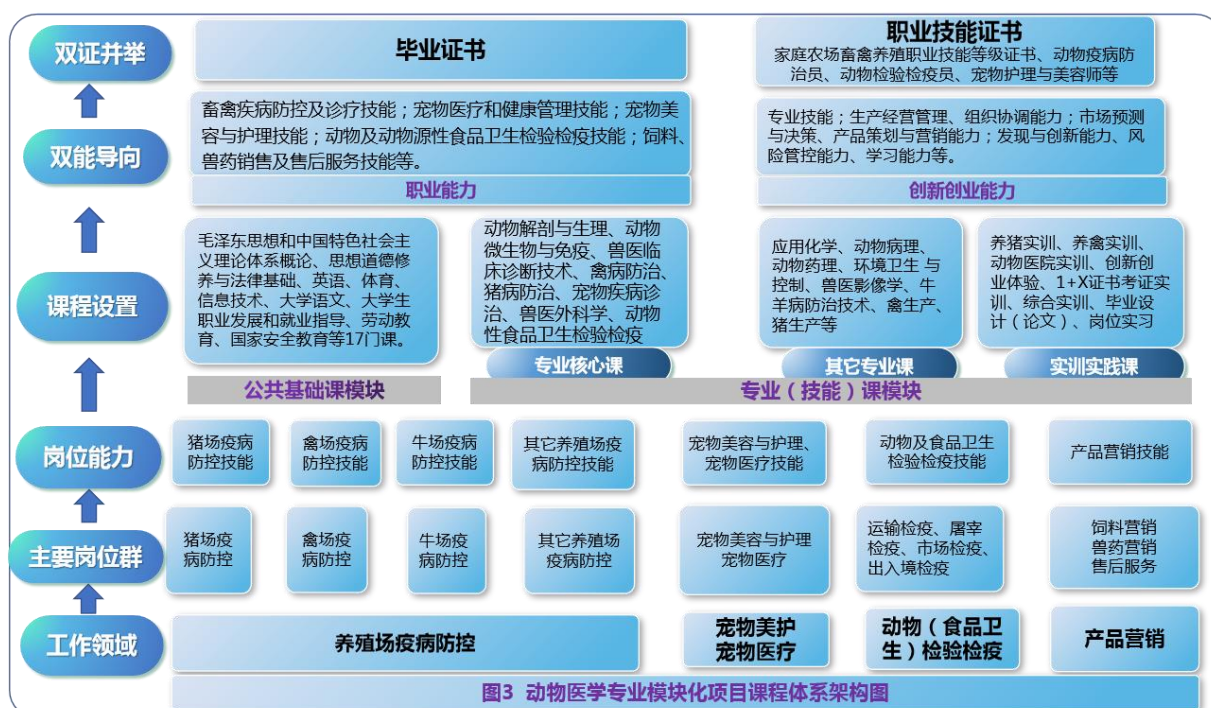 双证并举
毕业证书
职业技能证书
家庭农场畜禽养殖职业技能等级证书、动物疫病防
治员、动物检验检疫员、宠物护理与美容师等
双能导向
畜禽疾病防控及诊疗技能；宠物医疗和健康管理技能；宠物美
容与护理技能；动物及动物源性食品卫生检验检疫技能；饲料、
兽药销售及售后服务技能等。
职业能力
专业技能；生产经营管理、组织协调能力；市场预测
与决策、产品策划与营销能力；发现与创新能力、风
险管控能力、学习能力等。
创新创业能力
课程设置
毛泽东思想和中国特色社会主
义理论体系概论、思想道德修
养与法律基础、英语、体育、
信息技术、大学语文、大学生
职业发展和就业指导、劳动教
育、国家安全教育等17门课。
公共基础课模块
动物解剖与生理、动物
微生物与免疫、兽医临
床诊断技术、禽病防治、
猪病防治、宠物疾病诊
治、兽医外科学、动物
性食品卫生检验检疫
专业核心课
应用化学、动物病理、
动物药理、环境卫生 与
控制、兽医影像学、牛
羊病防治技术、禽生产、
猪生产等
其它专业课
养猪实训、养禽实训、
动物医院实训、创新创
业体验、1+X证书考证实
训、综合实训、毕业设
计（论文）、岗位实习
实训实践课
专业（技能）课模块
岗位能力
猪场疫病
防控技能
禽场疫病
防控技能
牛场疫病
防控技能
其它养殖场疫
病防控技能
宠物美容与护理、
宠物医疗技能
动物及食品卫生
检验检疫技能
产品营销技能
主要岗位群
猪场疫
病防控
禽场疫
病防控
牛场疫
病防控
其它养殖场
疫病防控
宠物美容与护理
宠物医疗
运输检疫、屠宰
检疫、市场检疫、
出入境检疫
饲料营销
兽药营销
售后服务
工作领域
养殖场疫病防控
宠物美护
宠物医疗
动物（食品卫
生）检验检疫
产品营销
图3 动物医学专业模块化项目课程体系架构图